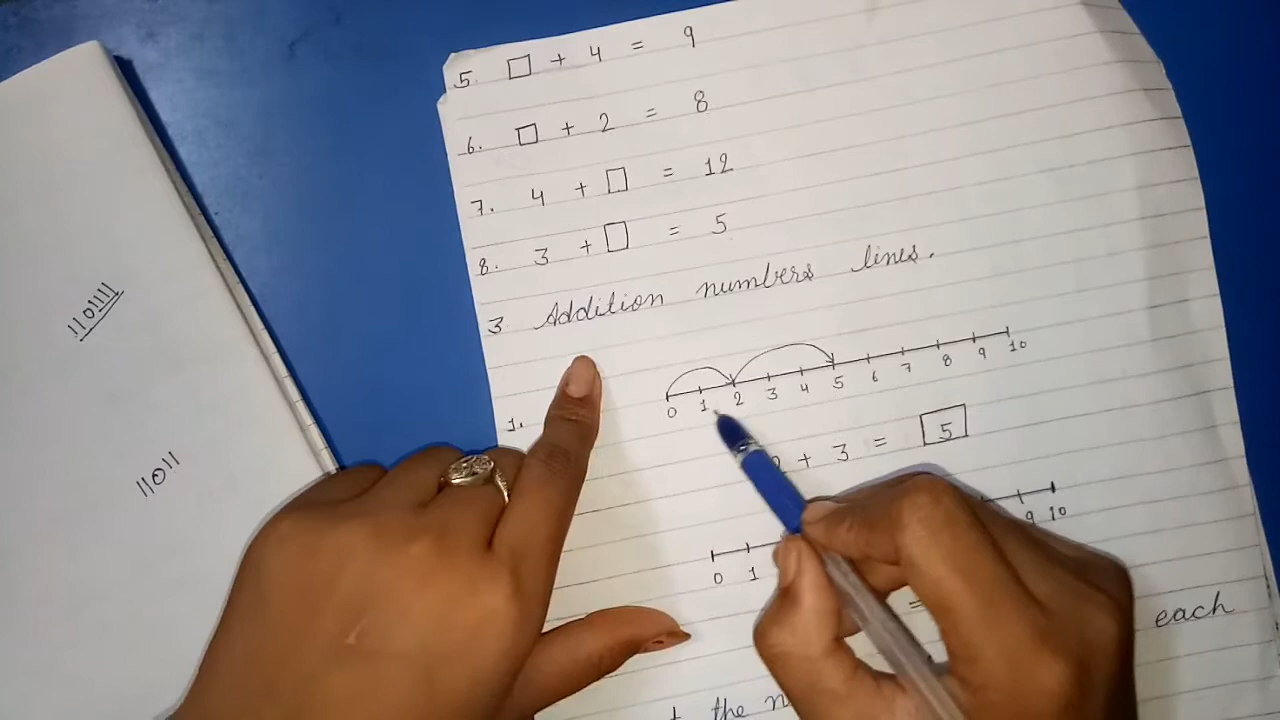 5. □ + 4 = 9
6. □ + 2 = 8
7. 4 + □ = 12
8. 3 + □ = 5
3 Addition numbers lines.
1.
0 1 2 3 4 5 6 7 8 9 10
2 + 3 = 5
0 1 9 10
=
each
the
110111
11011